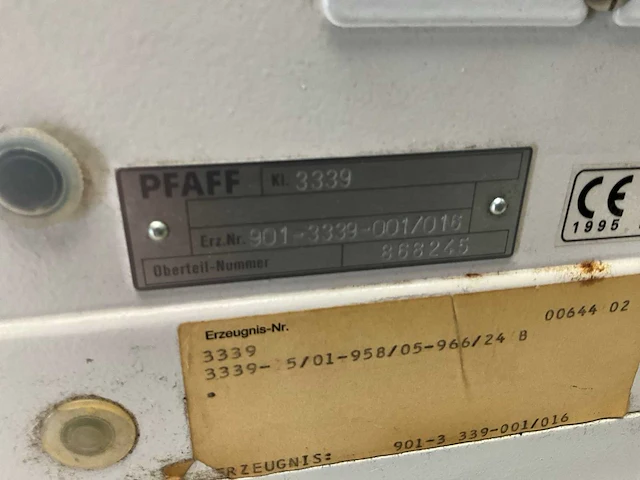 PFAFF Kl. 3339
Erz.Nr. 901-3339-001/016
Oberteil-Nummer 866245
CE
1995
Erzeugnis-Nr.
00644 02
3339
3339- 5/01-958/05-966/24 B
ERZEUGNIS: 901-3 339-001/016